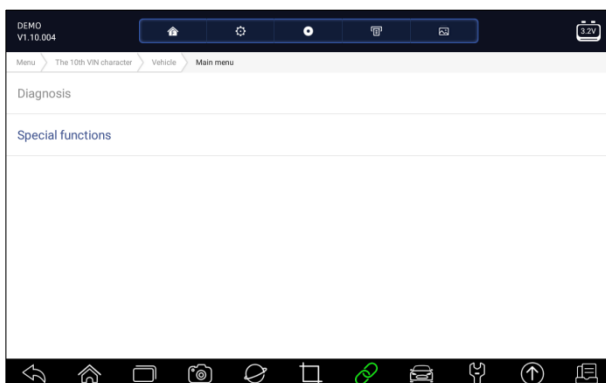 DEMO
V1.10.004
3.2V
Menu
The 10th VIN character
Vehicle
Main menu
Diagnosis
Special functions